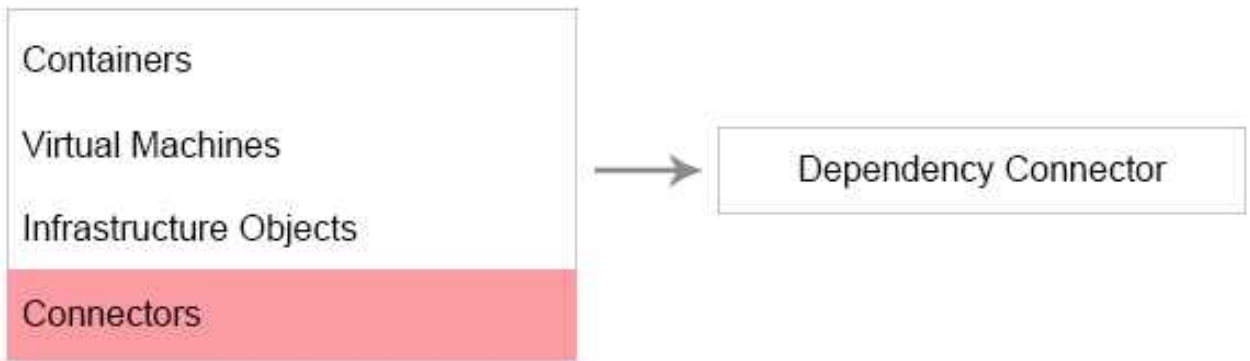 Containers
Virtual Machines
Infrastructure Objects
Connectors
Dependency Connector